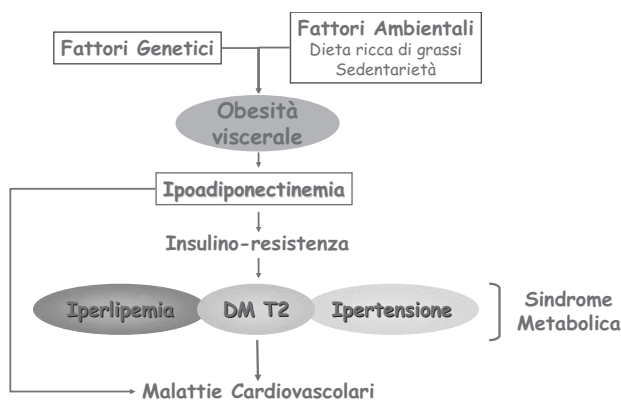 Fattori Genetici
Fattori Ambientali
Dieta ricca di grassi
Sedentarietà
Obesità
viscerale
Ipoadiponectinemia
Insulino-resistenza
Iperlipemia
DM T2
Ipertensione
Sindrome
Metabolica
Malattie Cardiovascolari